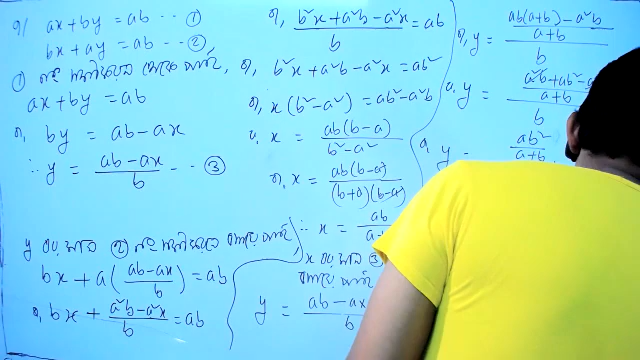 ax + by = ab ... ①
bx + ay = ab ... ②
① নং সমীকরণ থেকে পাই,
ax + by = ab
বা, by = ab - ax
∴ y = (ab - ax)/b ... ③
y এর মান ② নং সমীকরণে বসিয়ে পাই
bx + a((ab - ax)/b) = ab
বা, bx + (a²b - a²x)/b = ab
বা, (b²x + a²b - a²x)/b = ab
বা, b²x + a²b - a²x = ab²
বা, x(b² - a²) = ab² - a²b
বা, x = ab(b - a)/(b² - a²)
বা, x = ab(b - a)/((b + a)(b - a))
∴ x = ab/
x এর মান ③
পাই
y = (ab - ax)/b
বা, y = ((ab(a+b) - a²b)/(a+b))/b
বা, y = ((a²b + ab² - a)/(a+b))/b
বা, y = ab²/(a+b)